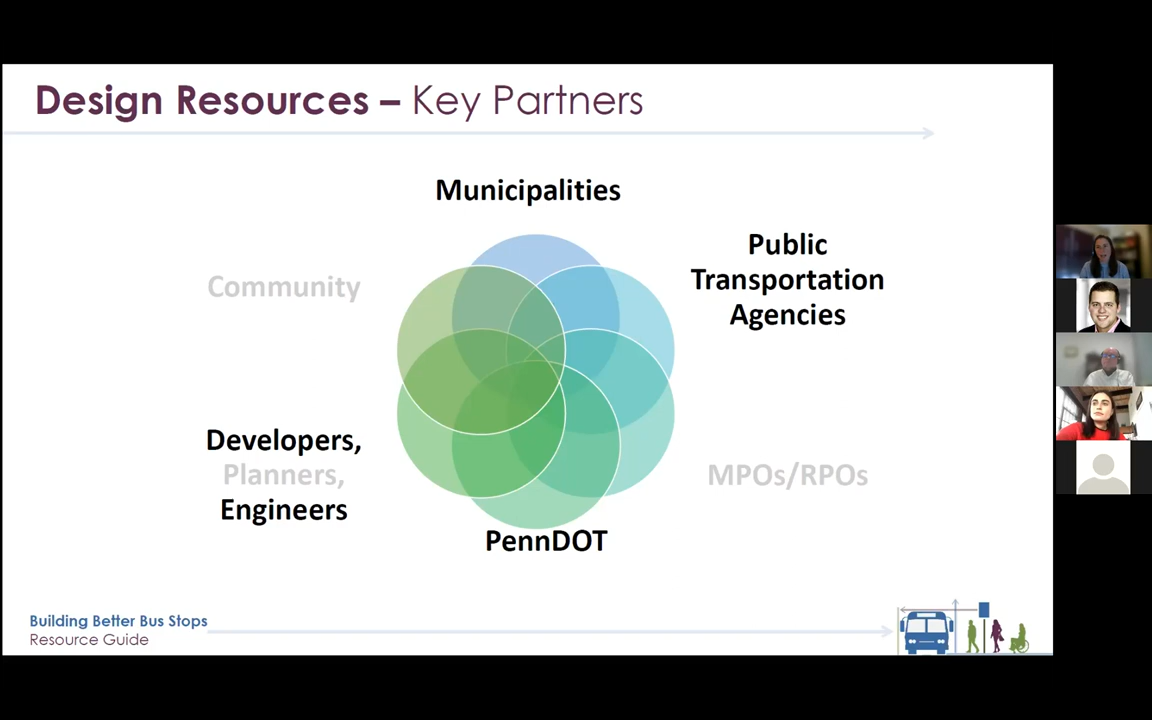 Design Resources – Key Partners
Municipalities
Public
Transportation
Agencies
Community
Developers,
Planners,
Engineers
MPOs/RPOs
PennDOT
Building Better Bus Stops
Resource Guide